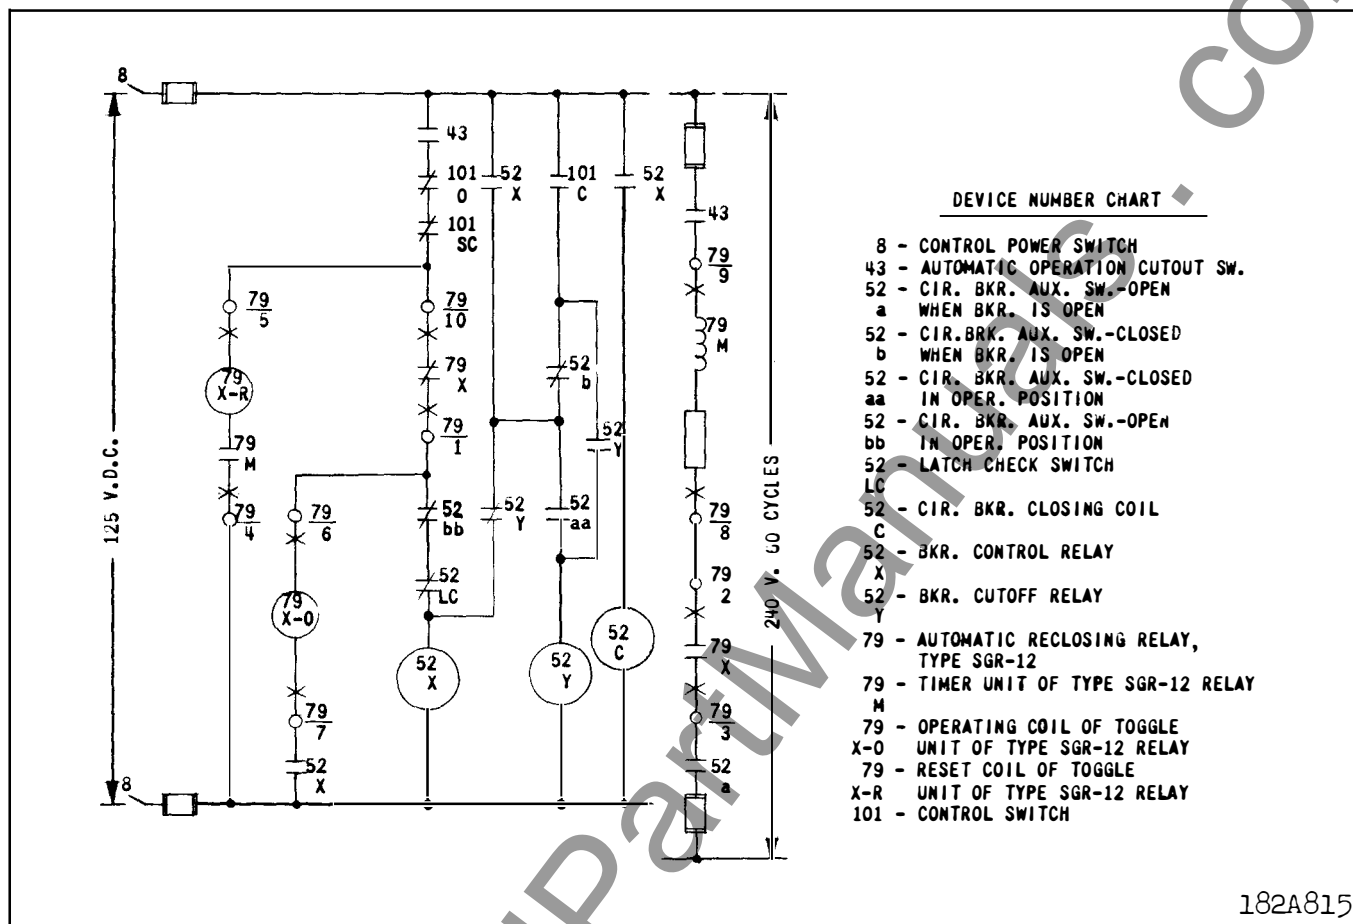 8
43
101
O
52
X
101
C
52
X
101
SC
79
5
79
10
79
X-R
79
X
52
b
79
M
79
1
52
Y
79
4
79
6
52
bb
52
Y
52
aa
79
X-O
52
LC
52
X
52
Y
52
C
79
7
52
X
8
125 V.D.C.
43
79
9
79
M
79
8
79
2
79
X
79
3
52
a
240 V. 60 CYCLES
DEVICE NUMBER CHART
8 - CONTROL POWER SWITCH
43 - AUTOMATIC OPERATION CUTOUT SW.
52 - CIR. BKR. AUX. SW.-OPEN
a WHEN BKR. IS OPEN
52 - CIR.BRK. AUX. SW.-CLOSED
b WHEN BKR. IS OPEN
52 - CIR. BKR. AUX. SW.-CLOSED
aa IN OPER. POSITION
52 - CIR. BKR. AUX. SW.-OPEN
bb IN OPER. POSITION
52 - LATCH CHECK SWITCH
LC
52 - CIR. BKR. CLOSING COIL
C
52 - BKR. CONTROL RELAY
X
52 - BKR. CUTOFF RELAY
Y
79 - AUTOMATIC RECLOSING RELAY,
TYPE SGR-12
79 - TIMER UNIT OF TYPE SGR-12 RELAY
M
79 - OPERATING COIL OF TOGGLE
X-O UNIT OF TYPE SGR-12 RELAY
79 - RESET COIL OF TOGGLE
X-R UNIT OF TYPE SGR-12 RELAY
101 - CONTROL SWITCH
182A815
PartManuals.co